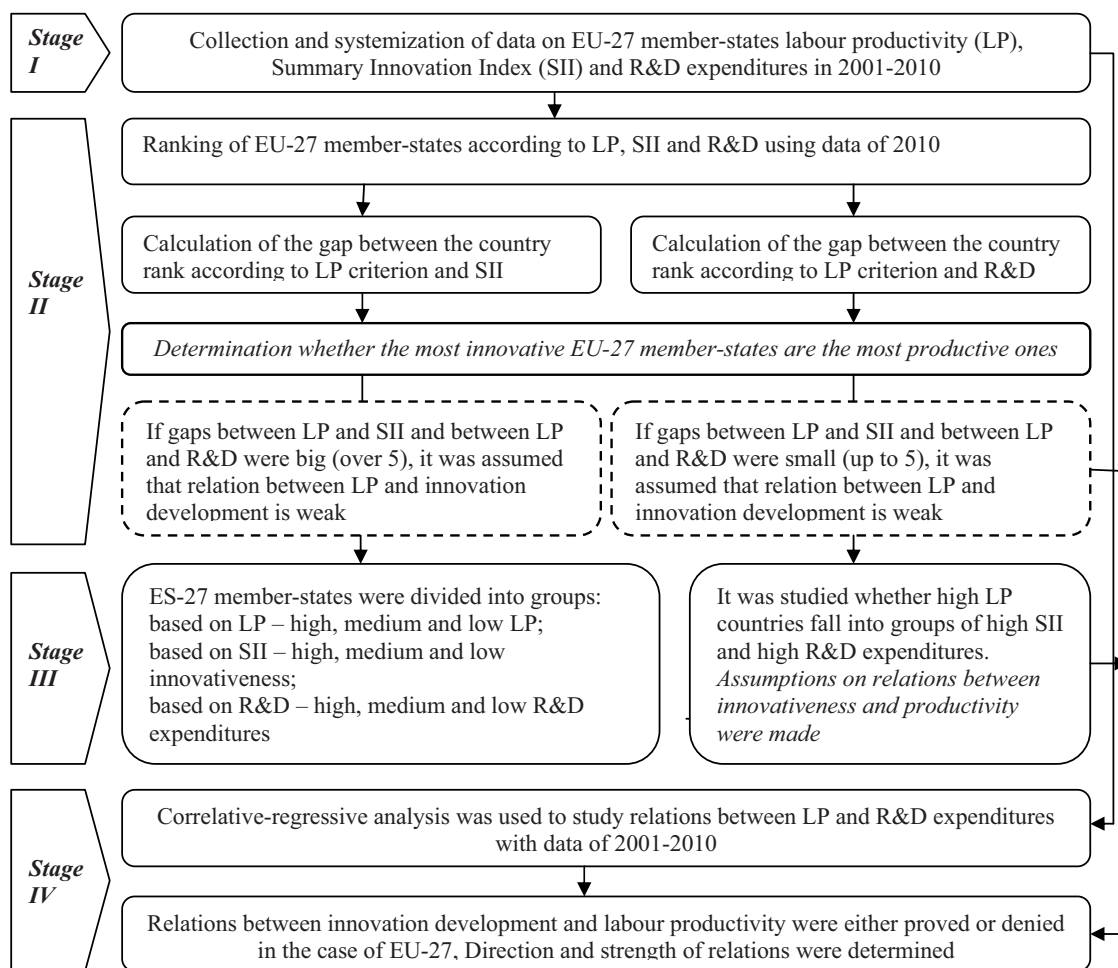 Stage
I
Collection and systemization of data on EU-27 member-states labour productivity (LP),
Summary Innovation Index (SII) and R&D expenditures in 2001-2010
Stage
II
Ranking of EU-27 member-states according to LP, SII and R&D using data of 2010
Calculation of the gap between the country
rank according to LP criterion and SII
Calculation of the gap between the country
rank according to LP criterion and R&D
Determination whether the most innovative EU-27 member-states are the most productive ones
If gaps between LP and SII and between LP
and R&D were big (over 5), it was assumed
that relation between LP and innovation
development is weak
If gaps between LP and SII and between LP
and R&D were small (up to 5), it was
assumed that relation between LP and
innovation development is weak
Stage
III
ES-27 member-states were divided into groups:
based on LP – high, medium and low LP;
based on SII – high, medium and low
innovativeness;
based on R&D – high, medium and low R&D
expenditures
It was studied whether high LP
countries fall into groups of high SII
and high R&D expenditures.
Assumptions on relations between
innovativeness and productivity
were made
Stage
IV
Correlative-regressive analysis was used to study relations between LP and R&D expenditures
with data of 2001-2010
Relations between innovation development and labour productivity were either proved or denied
in the case of EU-27, Direction and strength of relations were determined